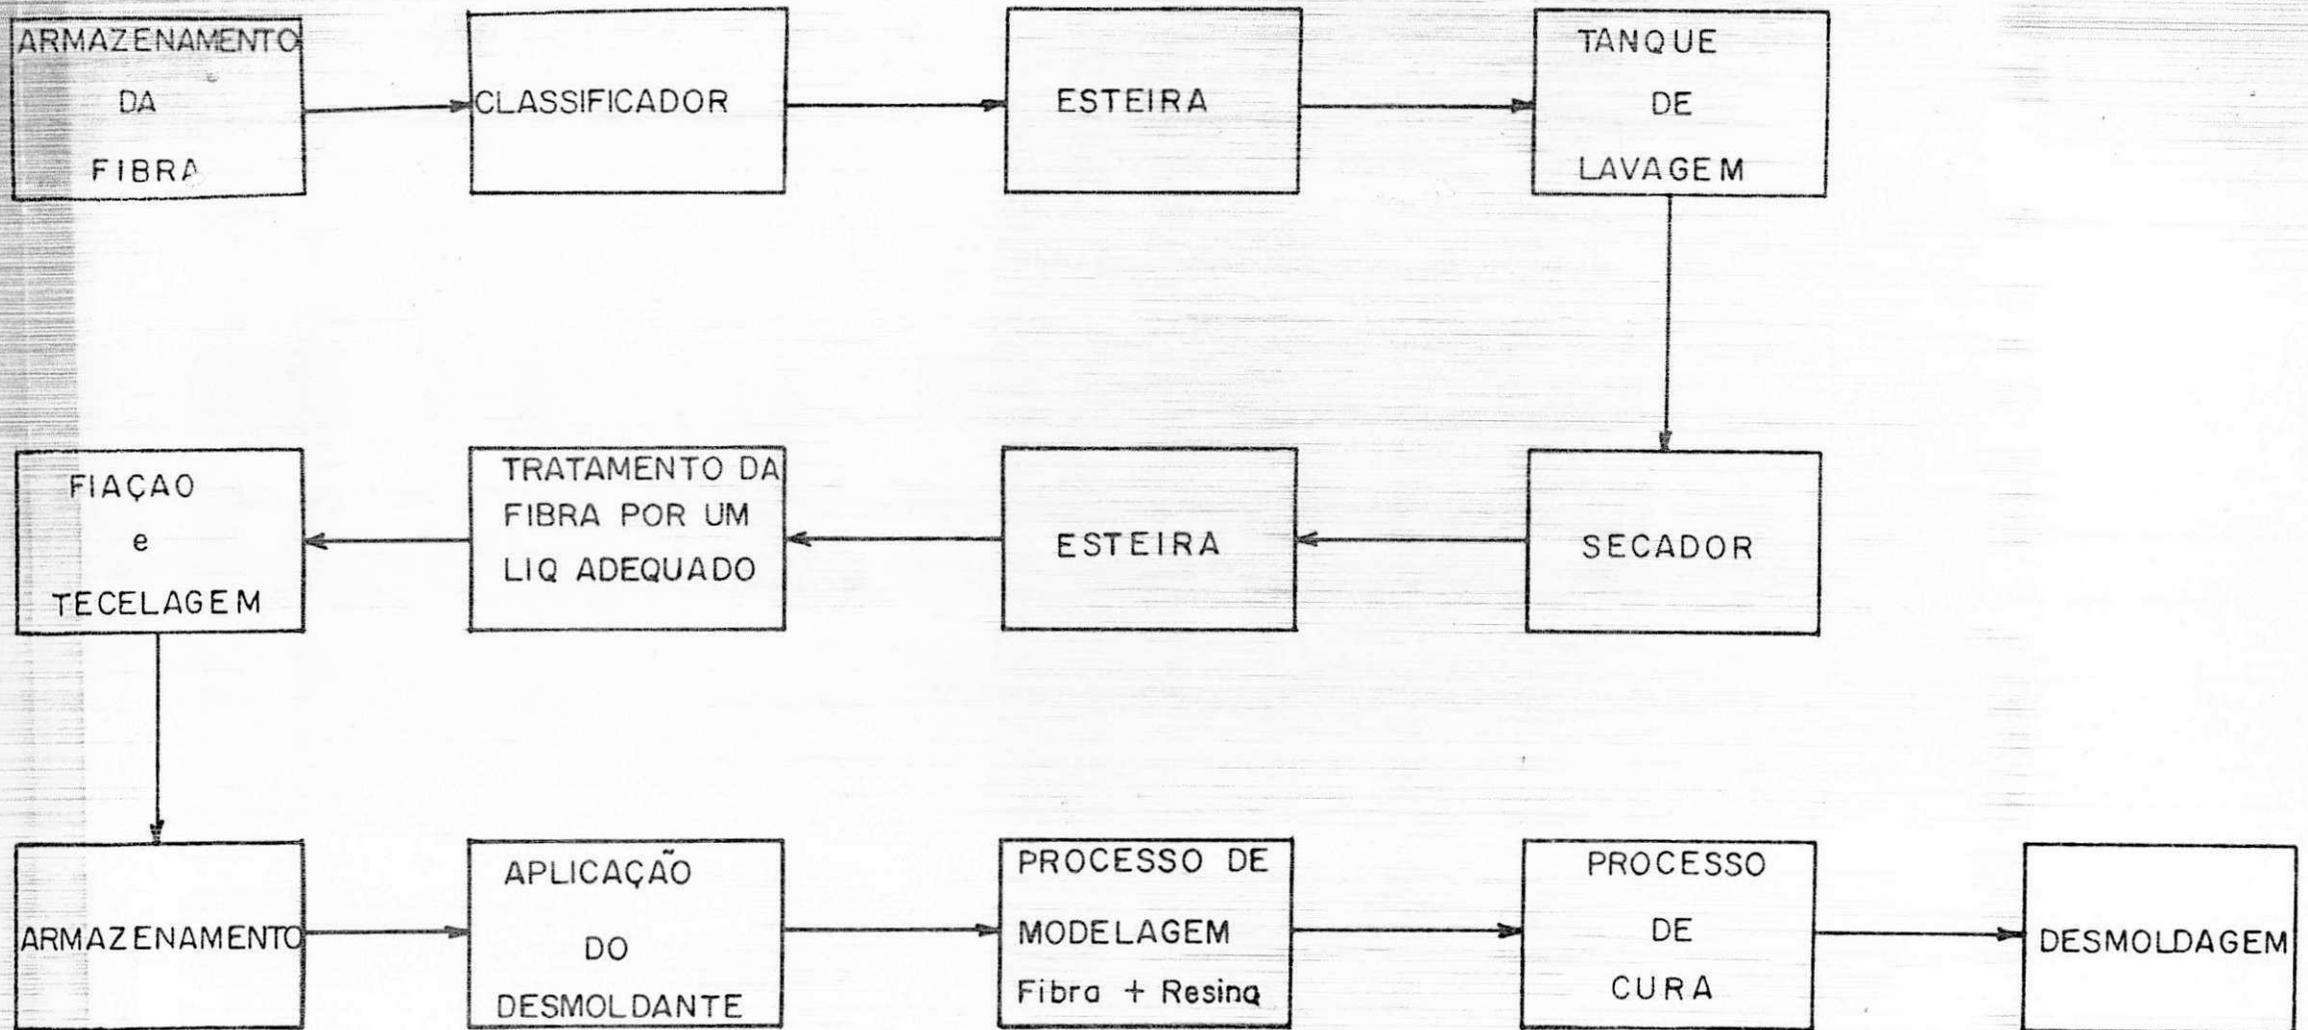 ARMAZENAMENTO
DA
FIBRA
CLASSIFICADOR
ESTEIRA
TANQUE
DE
LAVAGEM
SECADOR
ESTEIRA
TRATAMENTO DA
FIBRA POR UM
LIQ ADEQUADO
FIAÇAO
e
TECELAGEM
ARMAZENAMENTO
APLICAÇÃO
DO
DESMOLDANTE
PROCESSO DE
MODELAGEM
Fibra + Resina
PROCESSO
DE
CURA
DESMOLDAGEM